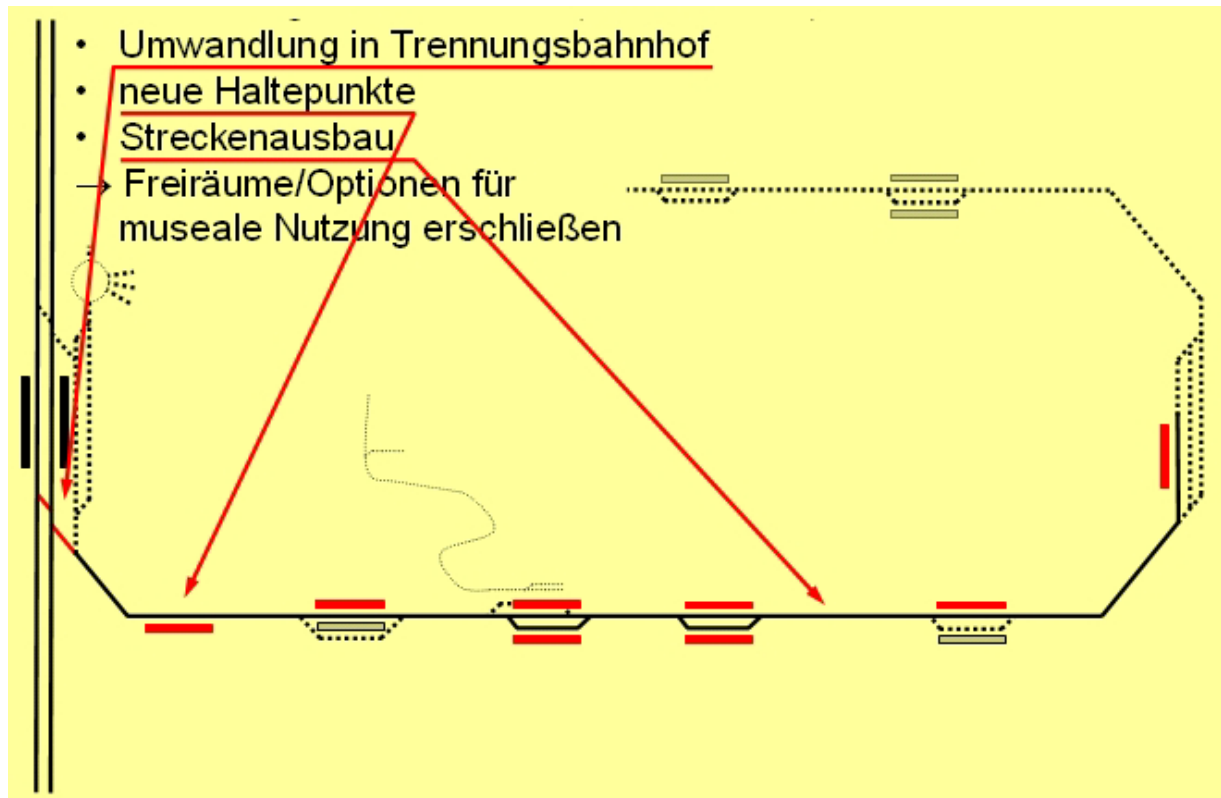 • Umwandlung in Trennungsbahnhof
• neue Haltepunkte
• Streckenausbau
→ Freiräume/Optionen für
museale Nutzung erschließen